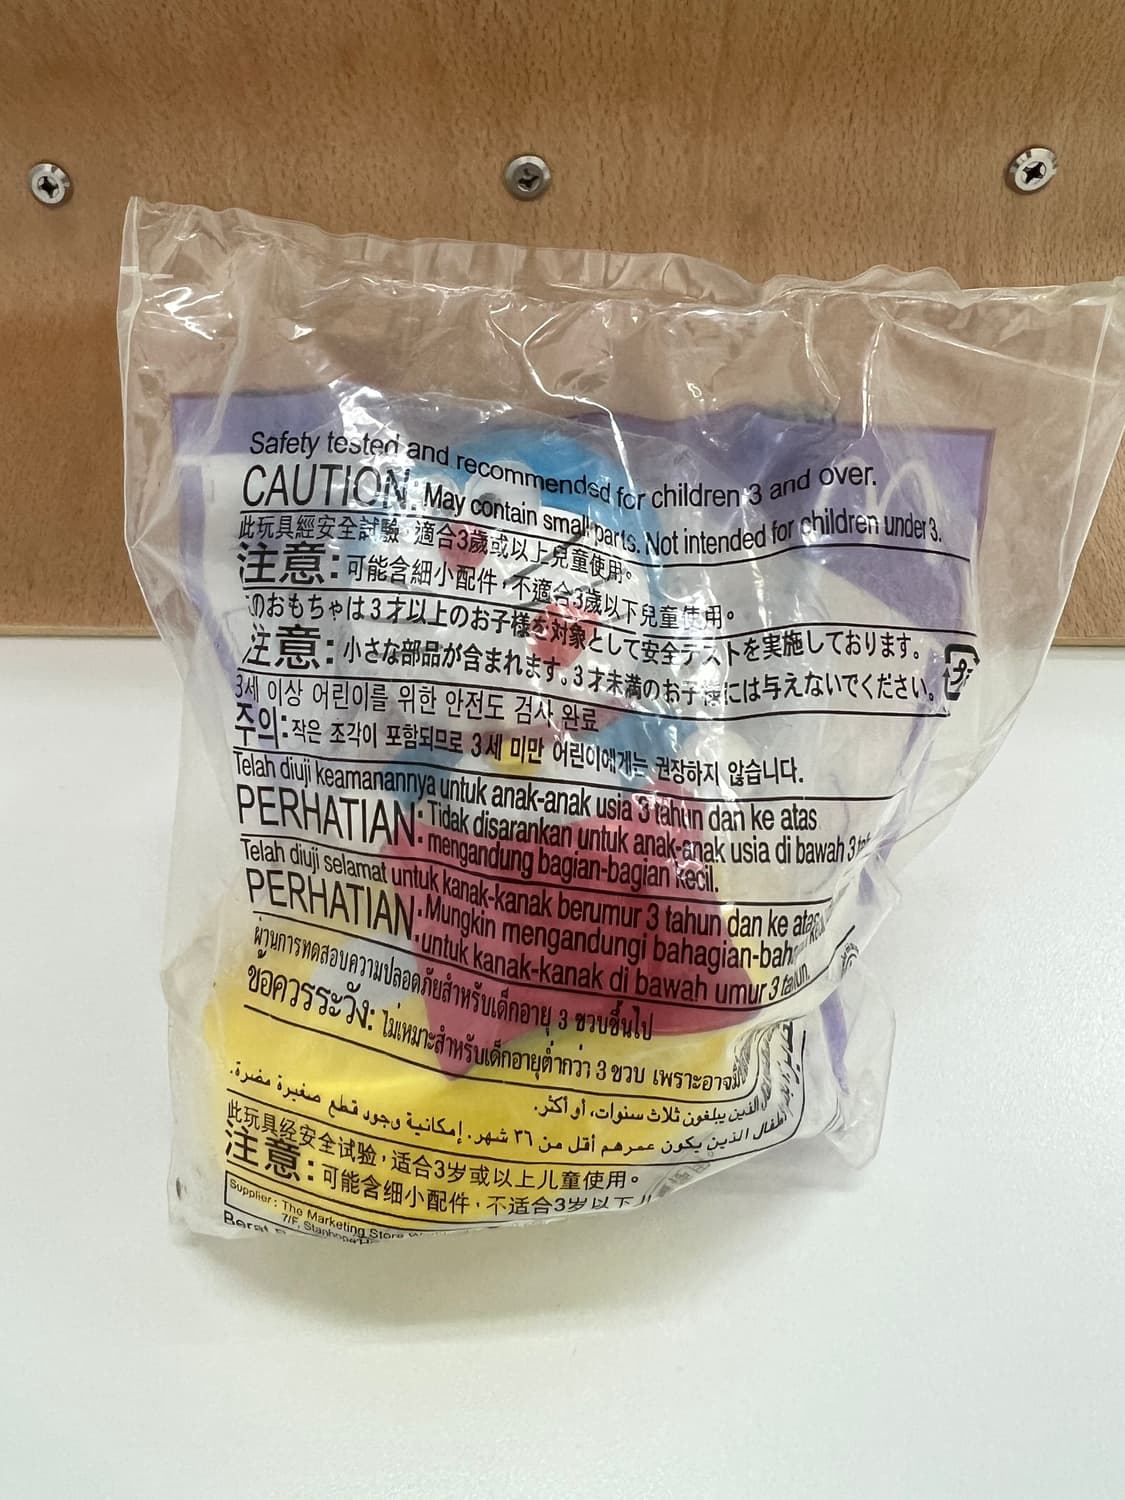 Safety tested and recommended for children 3 and over.
CAUTION: May contain small parts. Not intended for children under 3.
此玩具經安全試驗，適合3歲或以上兒童使用。
注意：可能含細小配件，不適合3歲以下兒童使用。
のおもちゃは3才以上のお子様を対象として安全テストを実施しております。
注意：小さな部品が含まれます。3才未満のお子様には与えないでください。
3세 이상 어린이를 위한 안전도 검사 완료
주의: 작은 조각이 포함되므로 3세 미만 어린이에게는 권장하지 않습니다.
Telah diuji keamanannya untuk anak-anak usia 3 tahun dan ke atas
PERHATIAN: Tidak disarankan untuk anak-anak usia di bawah 3
mengandung bagian-bagian kecil.
Telah diuji selamat untuk kanak-kanak berumur 3 tahun dan ke atas
PERHATIAN: Mungkin mengandungi bahagian-
untuk kanak-kanak di bawah umur 3 tahun.
ผ่านการทดสอบความปลอดภัยสำหรับเด็กอายุ 3 ขวบขึ้นไป
ข้อควรระวัง: ไม่เหมาะสำหรับเด็กอายุต่ำกว่า 3 ขวบ เพราะอาจมี
الذين يبلغون ثلاث سنوات، أو أكثر.
الذين يكون عمرهم أقل من ٣٦ شهر. إمكانية وجود قطع صغيرة مضرة.
此玩具经安全试验，适合3岁或以上儿童使用。
注意：可能含细小配件，不适合3岁以下
Supplier: The Marketing Store
7/F, Stanhope